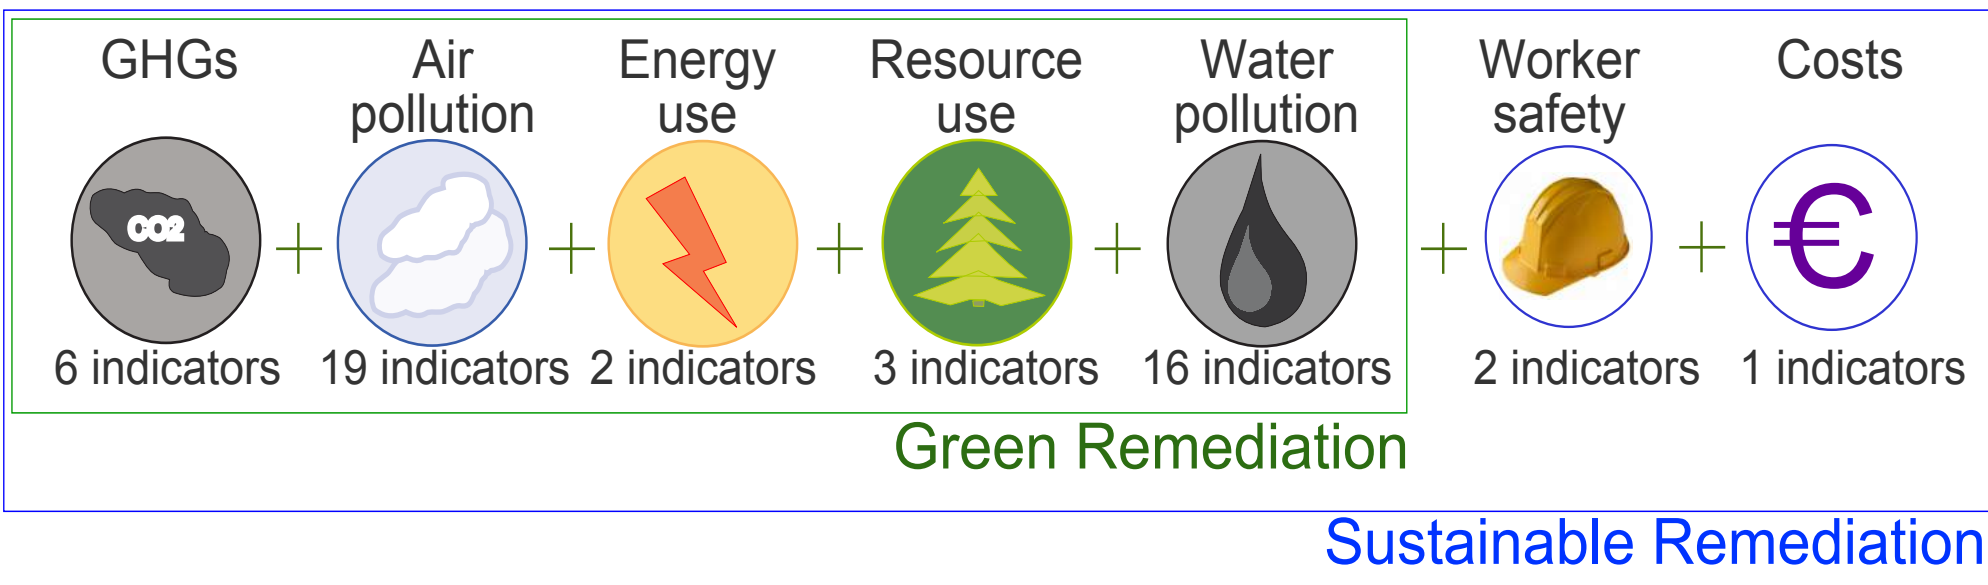 GHGs
Air
pollution
Energy
use
Resource
use
Water
pollution
Worker
safety
Costs
CO2
€
6 indicators
19 indicators
2 indicators
3 indicators
16 indicators
2 indicators
1 indicators
Green Remediation
Sustainable Remediation